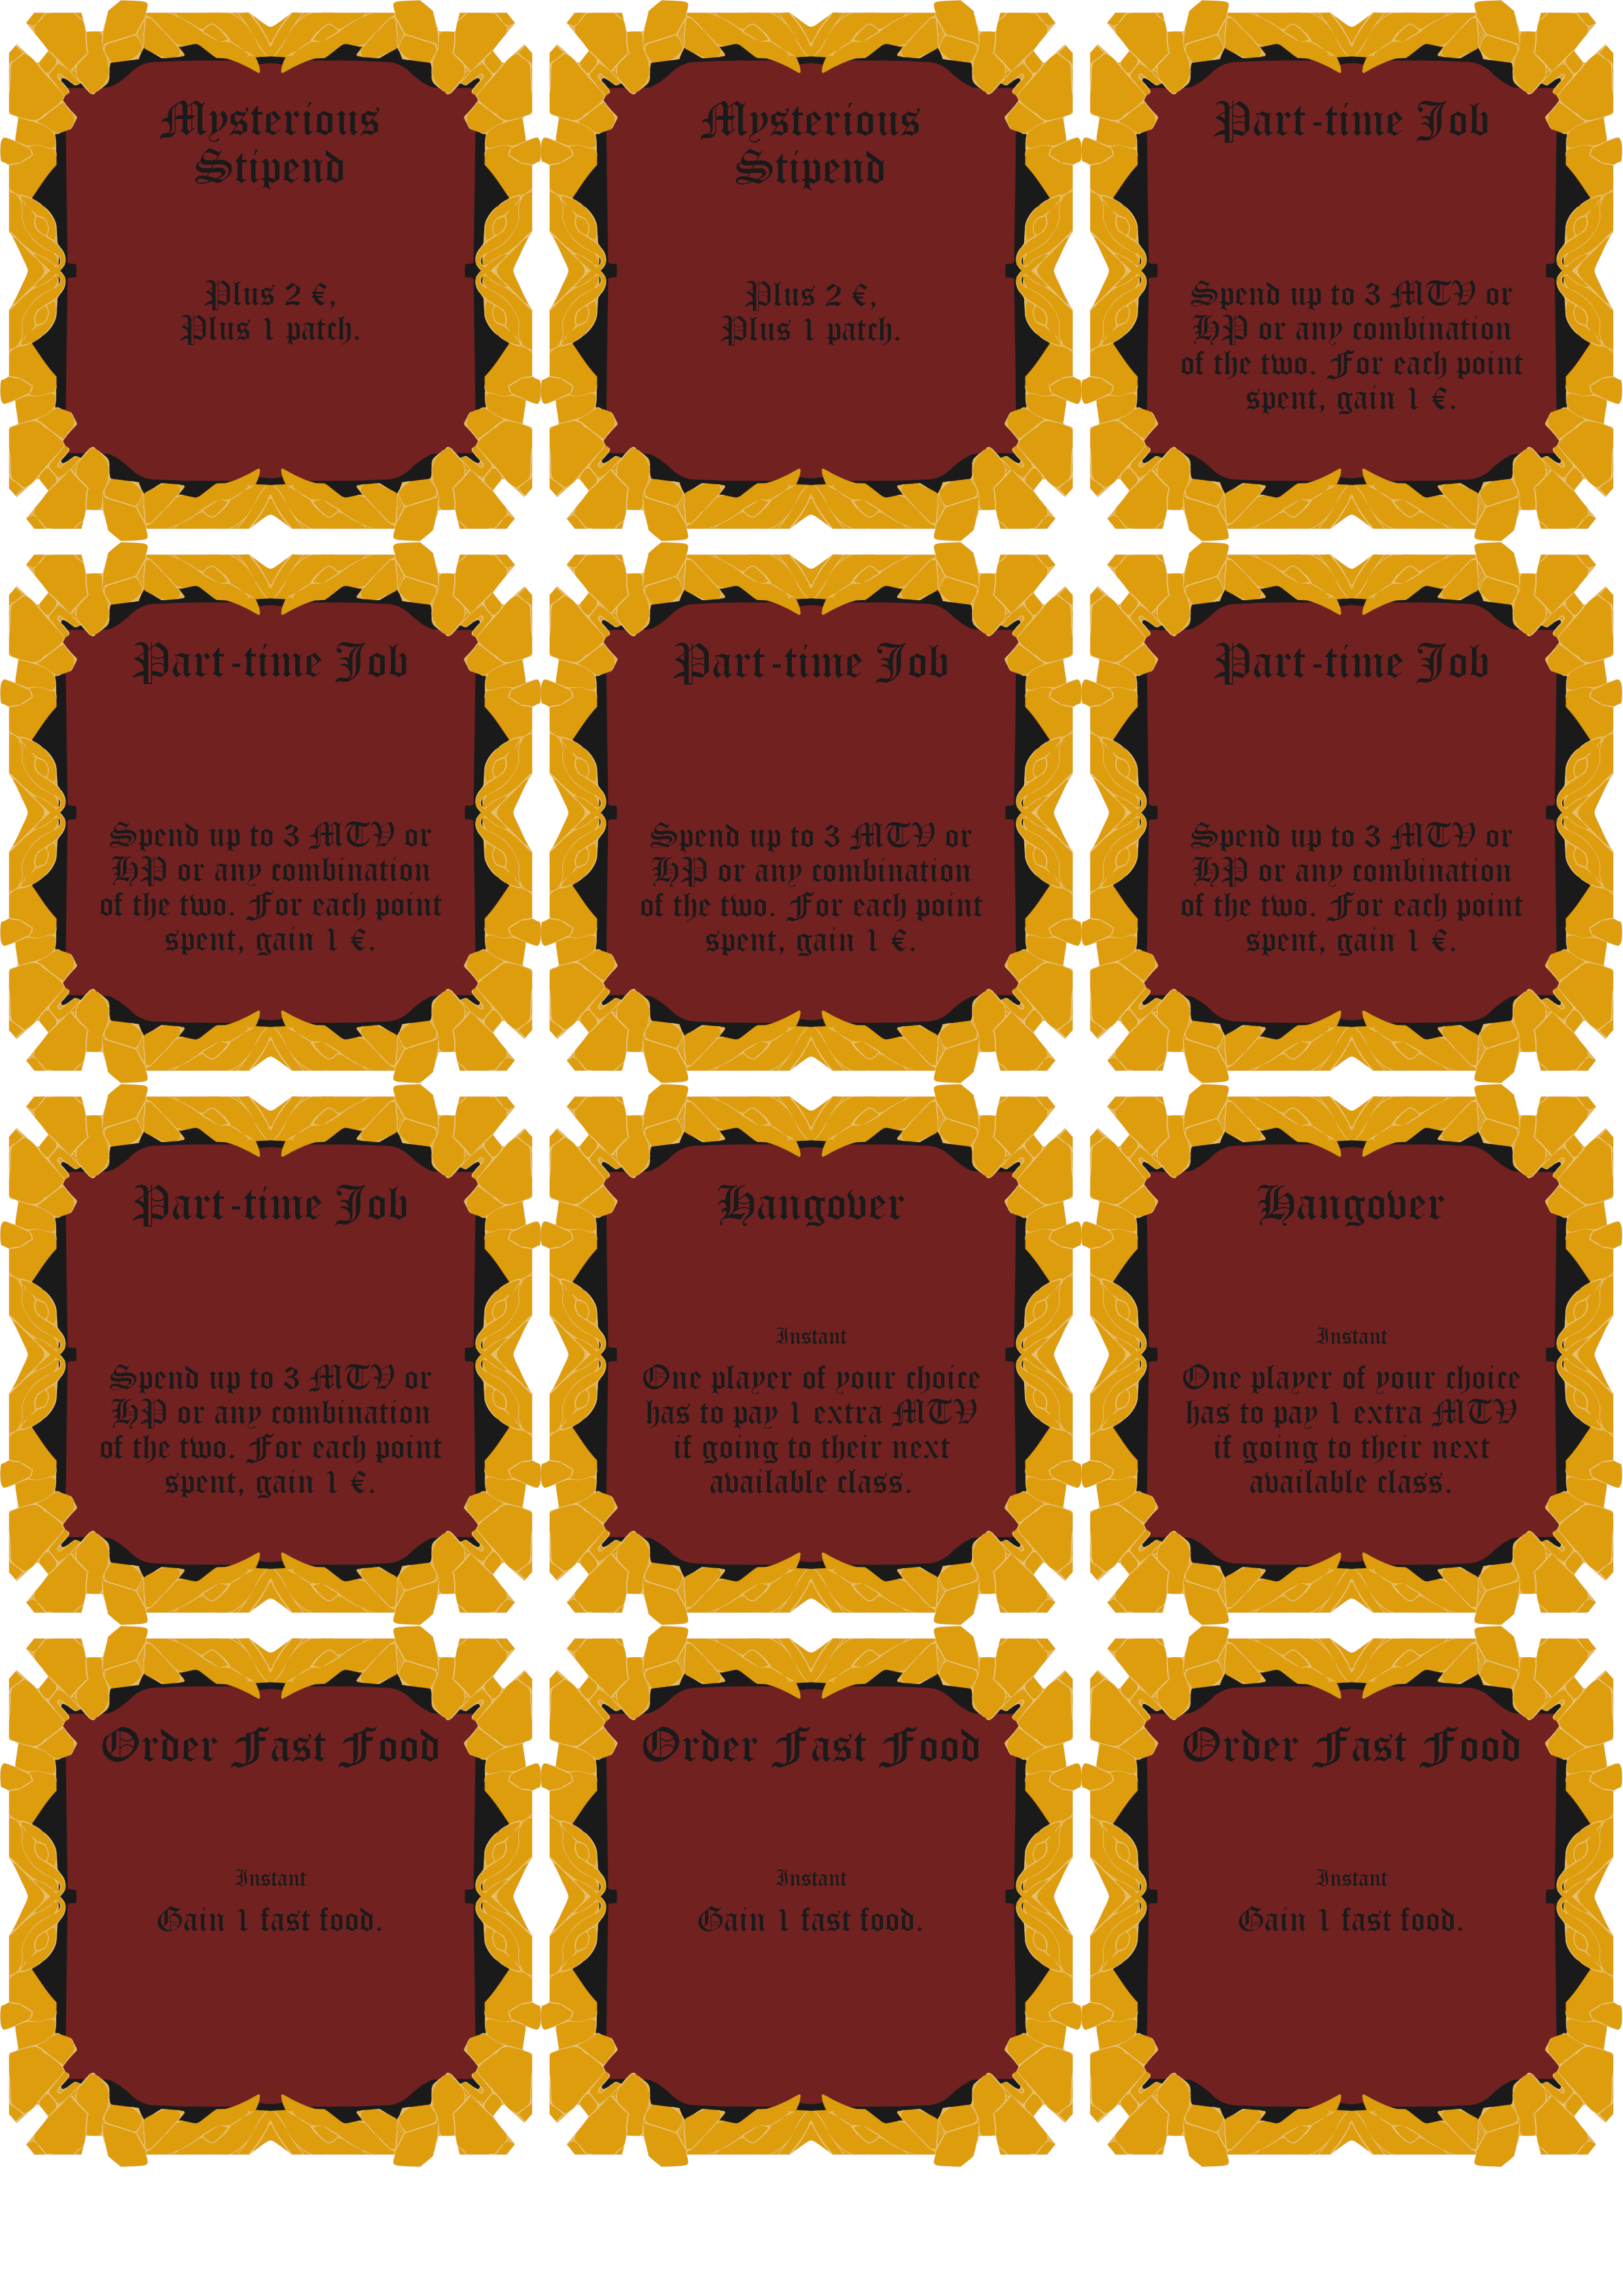 Mysterious
Stipend
Plus 2 €,
Plus 1 patch.
Mysterious
Stipend
Plus 2 €,
Plus 1 patch.
Part-time Job
Spend up to 3 MTV or
HP or any combination
of the two. For each point
spent, gain 1 €.
Part-time Job
Spend up to 3 MTV or
HP or any combination
of the two. For each point
spent, gain 1 €.
Part-time Job
Spend up to 3 MTV or
HP or any combination
of the two. For each point
spent, gain 1 €.
Part-time Job
Spend up to 3 MTV or
HP or any combination
of the two. For each point
spent, gain 1 €.
Part-time Job
Spend up to 3 MTV or
HP or any combination
of the two. For each point
spent, gain 1 €.
Hangover
Instant
One player of your choice
has to pay 1 extra MTV
if going to their next
available class.
Hangover
Instant
One player of your choice
has to pay 1 extra MTV
if going to their next
available class.
Order Fast Food
Instant
Gain 1 fast food.
Order Fast Food
Instant
Gain 1 fast food.
Order Fast Food
Instant
Gain 1 fast food.